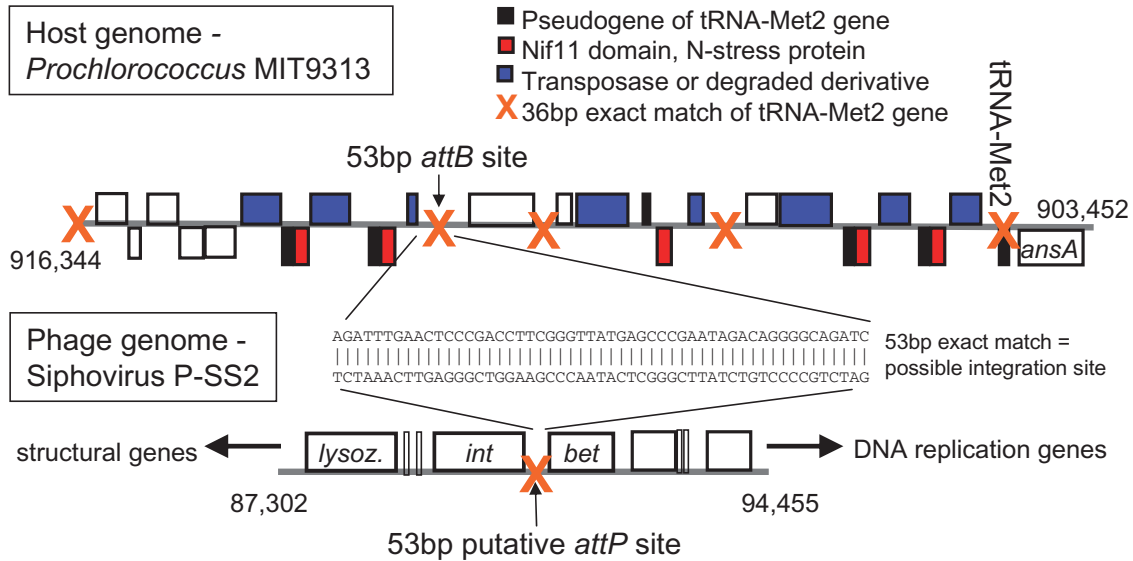 Host genome -
Prochlorococcus MIT9313
Pseudogene of tRNA-Met2 gene
Nif11 domain, N-stress protein
Transposase or degraded derivative
36bp exact match of tRNA-Met2 gene
tRNA-Met2
53bp attB site
903,452
916,344
ansA
Phage genome -
Siphovirus P-SS2
AGATTTGAACTCCCGACCTTCGGGTTATGAGCCCGAATAGACAGGGGCAGATC
TCTAAACTTGAGGGCTGGAAGCCCAATACTCGGGCTTATCTGTCCCCGTCTAG
53bp exact match =
possible integration site
structural genes
lysoz.
int
bet
DNA replication genes
87,302
94,455
53bp putative attP site